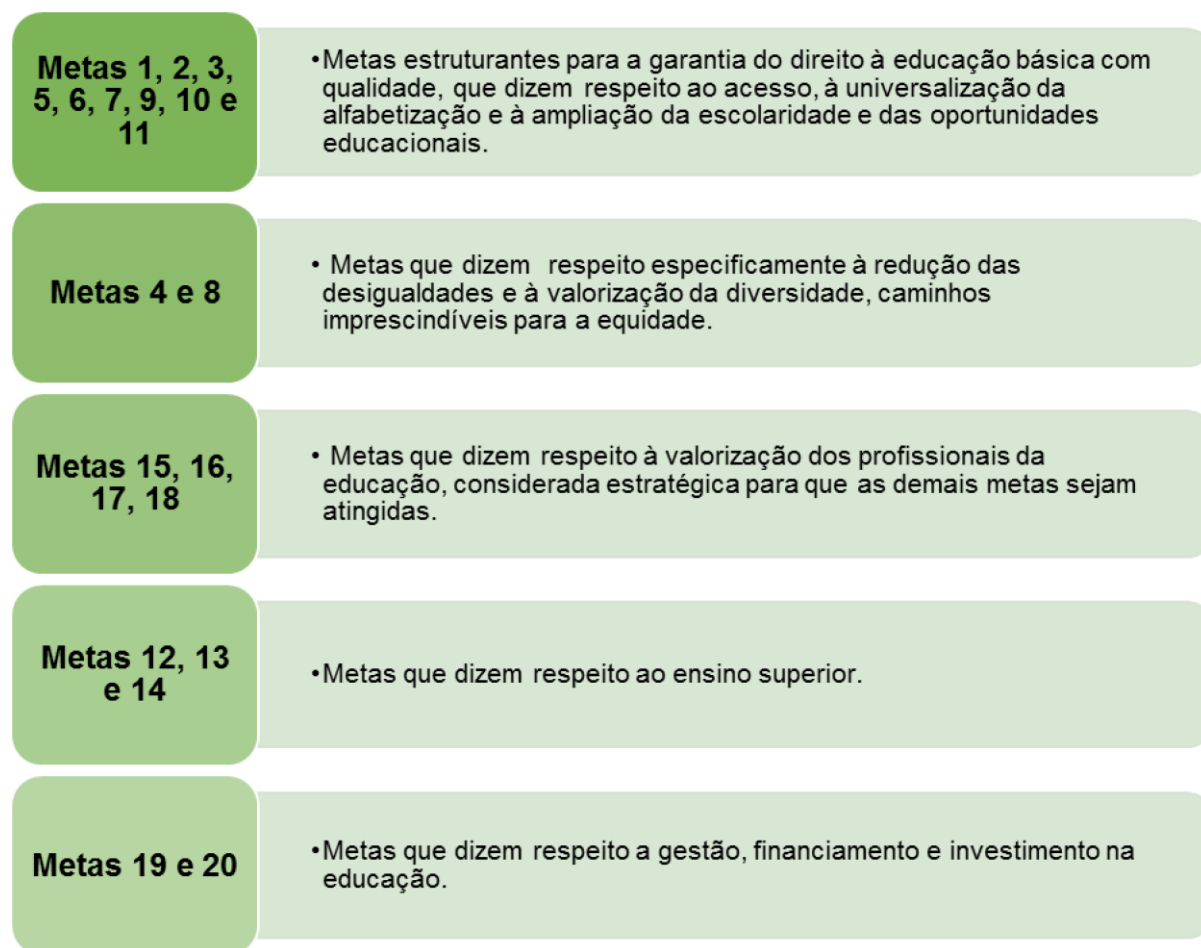 Metas 1, 2, 3,
5, 6, 7, 9, 10 e
11
•Metas estruturantes para a garantia do direito à educação básica com
qualidade, que dizem respeito ao acesso, à universalização da
alfabetização e à ampliação da escolaridade e das oportunidades
educacionais.
Metas 4 e 8
• Metas que dizem respeito especificamente à redução das
desigualdades e à valorização da diversidade, caminhos
imprescindíveis para a equidade.
Metas 15, 16,
17, 18
• Metas que dizem respeito à valorização dos profissionais da
educação, considerada estratégica para que as demais metas sejam
atingidas.
Metas 12, 13
e 14
•Metas que dizem respeito ao ensino superior.
Metas 19 e 20
•Metas que dizem respeito a gestão, financiamento e investimento na
educação.